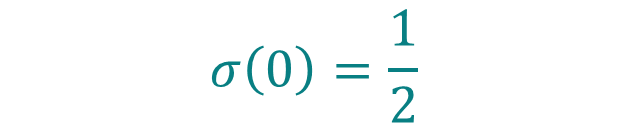 σ(0) = 1/2